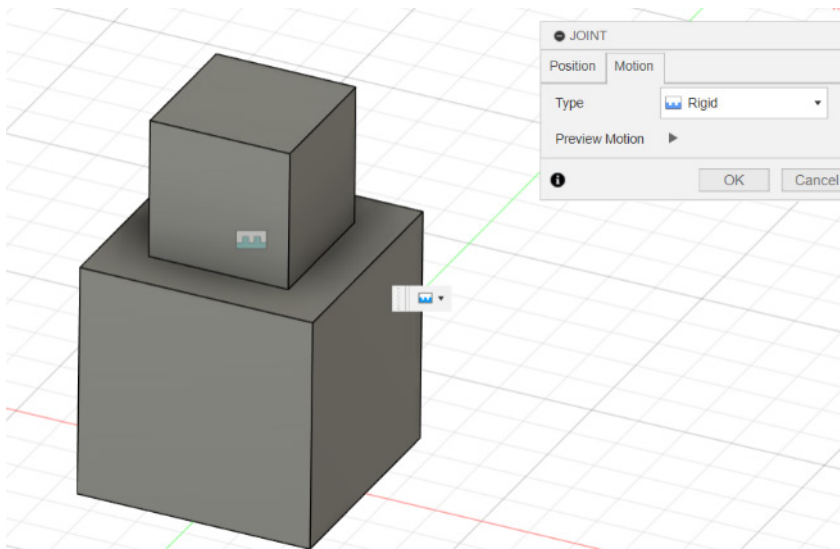 JOINT
Position Motion
Type Rigid
Preview Motion
OK Cancel